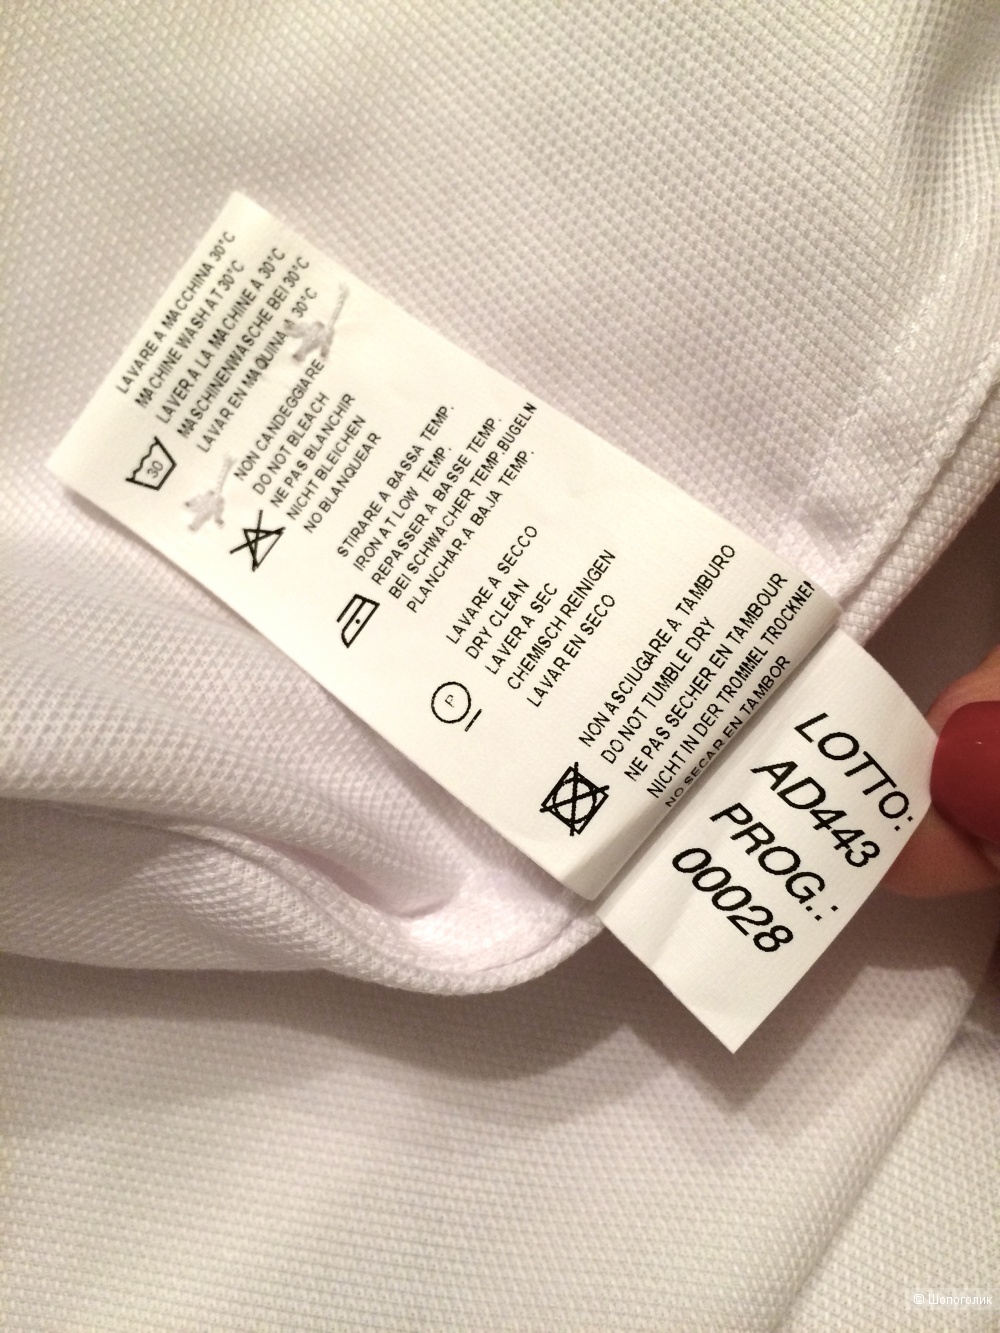 LAVARE A MACCHINA 30°C
MACHINE WASH AT 30°C
LAVER A LA MACHINE A 30°C
MASCHINENWASCHE BEI 30°C
LAVAR EN MAQUINA A 30°C
30
NON CANDEGGIARE
DO NOT BLEACH
NE PAS BLANCHIR
NICHT BLEICHEN
NO BLANQUEAR
STIRARE A BASSA TEMP.
IRON AT LOW TEMP.
REPASSER A BASSE TEMP.
BEI SCHWACHER TEMP.BUGELN
PLANCHAR A BAJA TEMP.
LAVARE A SECCO
DRY CLEAN
LAVER A SEC
CHEMISCH REINIGEN
LAVAR EN SECO
P
NON ASCIUGARE A TAMBURO
DO NOT TUMBLE DRY
NE PAS SECHER EN TAMBOUR
NICHT IN DER TROMMEL TROCKNEN
NO SECAR EN TAMBOR
LOTTO:
AD443
PROG.:
00028
© Шопоголик